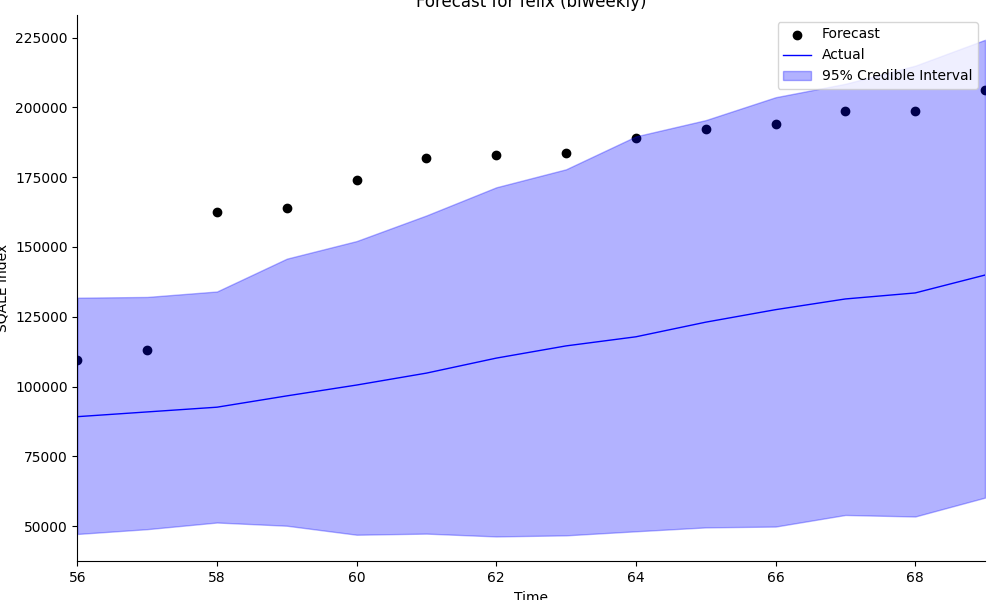 Forecast for felix (biweekly)
Forecast
Actual
95% Credible Interval
225000
200000
175000
150000
125000
100000
75000
50000
SQALE Index
56
58
60
62
64
66
68
Time